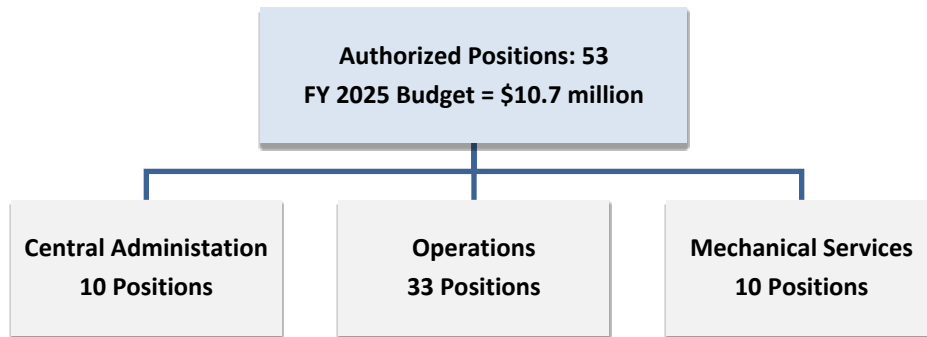 Authorized Positions: 53
FY 2025 Budget = $10.7 million
Central Administation
10 Positions
Operations
33 Positions
Mechanical Services
10 Positions